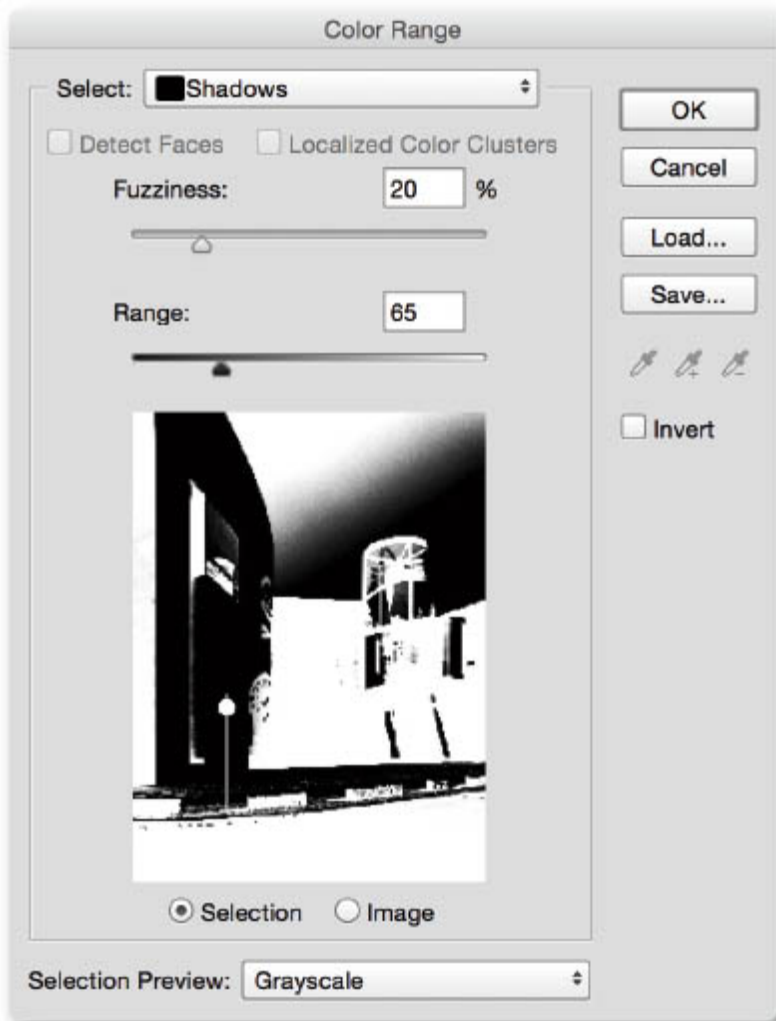 Color Range
Select: Shadows
OK
Detect Faces Localized Color Clusters
Cancel
Fuzziness: 20 %
Load...
Range: 65
Save...
Invert
Selection Image
Selection Preview: Grayscale